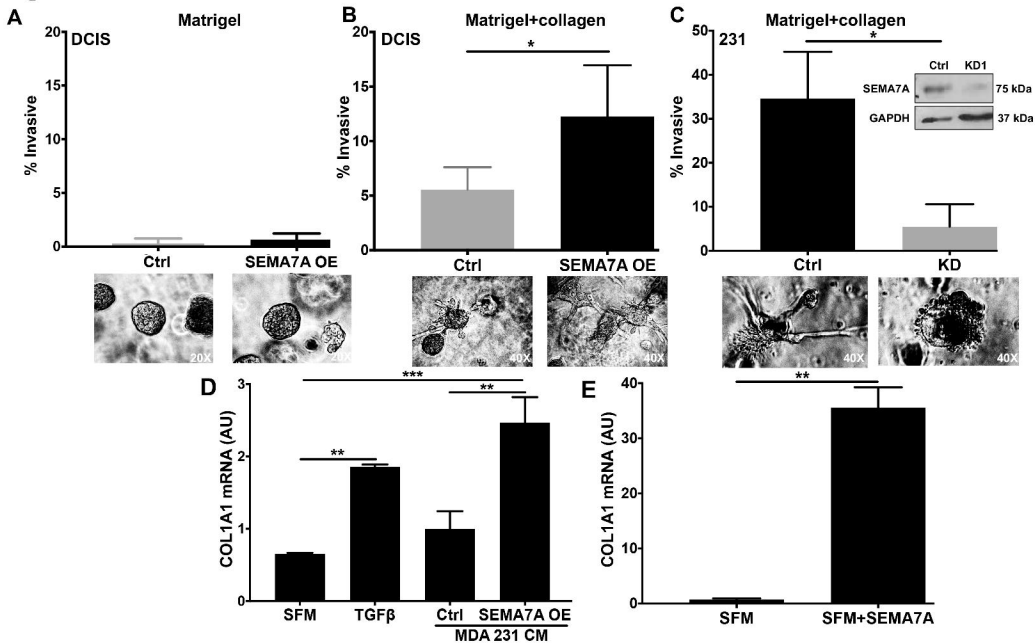 A
Matrigel
DCIS
% Invasive
20
15
10
5
0
Ctrl
SEMA7A OE
20X
20X
B
Matrigel+collagen
DCIS
*
% Invasive
20
15
10
5
0
Ctrl
SEMA7A OE
40X
40X
C
Matrigel+collagen
231
*
% Invasive
50
40
30
20
10
0
Ctrl
KD
Ctrl KD1
SEMA7A
75 kDa
GAPDH
37 kDa
40X
40X
D
***
**
**
COL1A1 mRNA (AU)
3
2
1
0
SFM
TGFβ
Ctrl
SEMA7A OE
MDA 231 CM
E
**
COL1A1 mRNA (AU)
40
30
20
10
0
SFM
SFM+SEMA7A